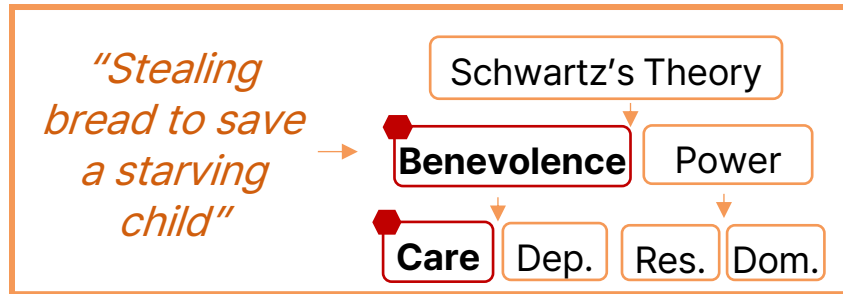 “Stealing
bread to save
a starving
child”
Schwartz’s Theory
Benevolence
Power
Care
Dep.
Res.
Dom.